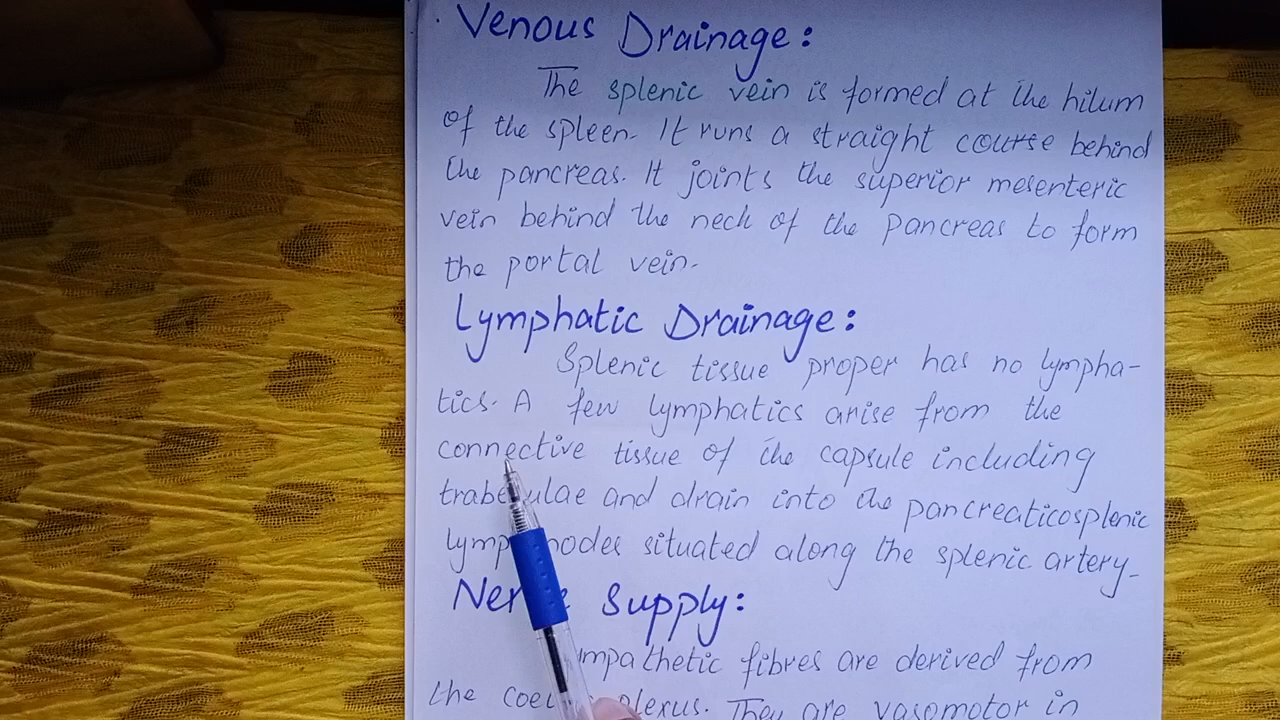 Venous Drainage:
The splenic vein is formed at the hilum
of the spleen. It runs a straight course behind
the pancreas. It joints the superior mesenteric
vein behind the neck of the pancreas to form
the portal vein.
Lymphatic Drainage:
Splenic tissue proper has no lympha-
tics. A few lymphatics arise from the
connective tissue of the capsule including
trabeculae and drain into the pancreaticosplenic
lymph nodes situated along the splenic artery.
Nerve Supply:
Sympathetic fibres are derived from
the coeliac plexus. They are vasomotor in